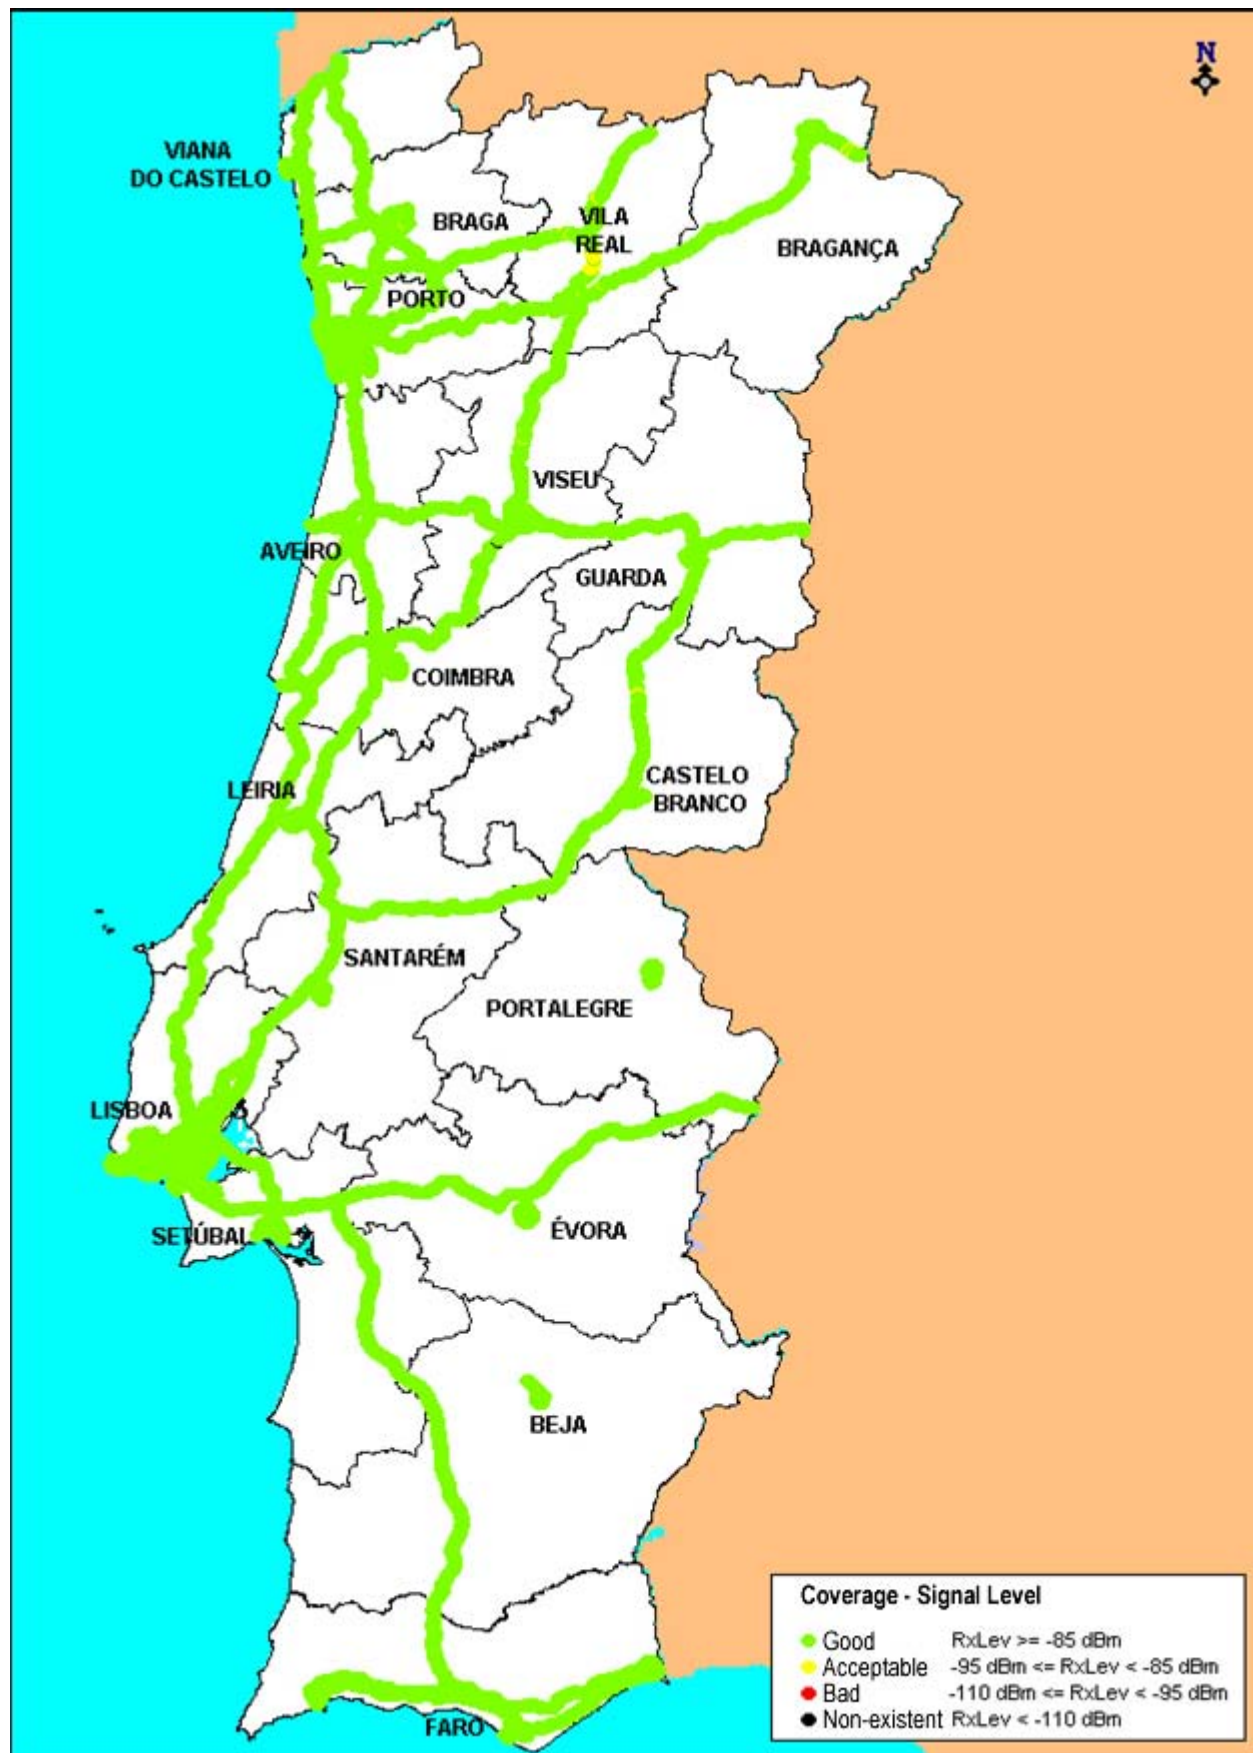 N
VIANA
DO CASTELO
BRAGA
VILA
REAL
BRAGANÇA
PORTO
VISEU
AVEIRO
GUARDA
COIMBRA
LEIRIA
CASTELO
BRANCO
SANTARÉM
PORTALEGRE
LISBOA
SETÚBAL
ÉVORA
BEJA
FARO
Coverage - Signal Level
Good RxLev >= -85 dBm
Acceptable -95 dBm <= RxLev < -85 dBm
Bad -110 dBm <= RxLev < -95 dBm
Non-existent RxLev < -110 dBm